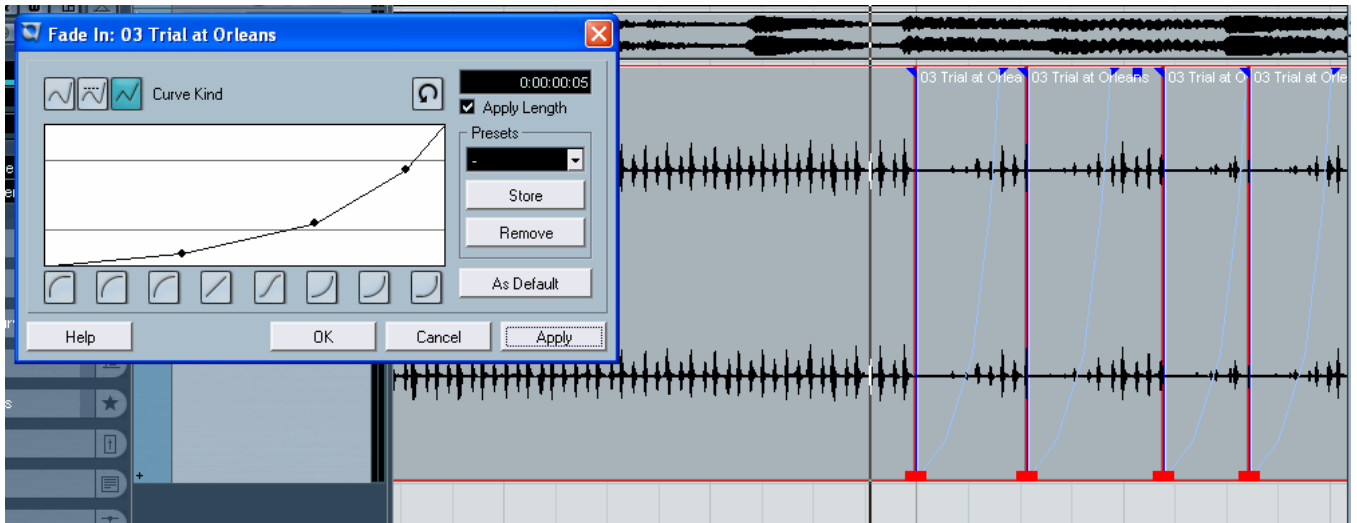 Fade In: 03 Trial at Orleans
Curve Kind
0:00:00:05
Apply Length
Presets
-
Store
Remove
As Default
Help
OK
Cancel
Apply
03 Trial at Orlea
03 Trial at Orleans
03 Trial at O
03 Trial at Orle